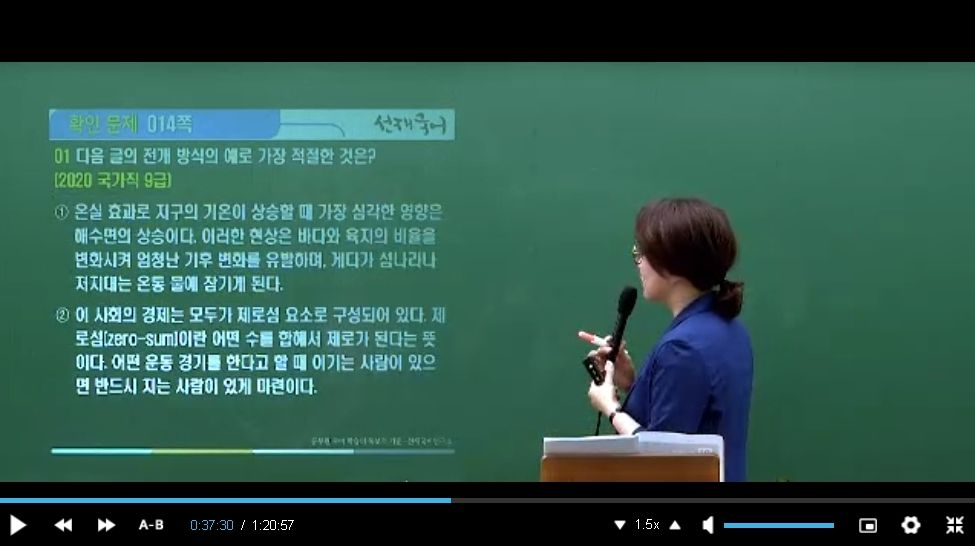 확인 문제 014쪽
선재국어
01 다음 글의 전개 방식의 예로 가장 적절한 것은?
[2020 국가직 9급]
① 온실 효과로 지구의 기온이 상승할 때 가장 심각한 영향은
해수면의 상승이다. 이러한 현상은 바다와 육지의 비율을
변화시켜 엄청난 기후 변화를 유발하며, 게다가 섬나라나
저지대는 온통 물에 잠기게 된다.
② 이 사회의 경제는 모두가 제로섬 요소로 구성되어 있다. 제
로섬(zero-sum)이란 어떤 수를 합해서 제로가 된다는 뜻
이다. 어떤 운동 경기를 한다고 할 때 이기는 사람이 있으
면 반드시 지는 사람이 있게 마련이다.
A-B
0:37:30 / 1:20:57
1.5x